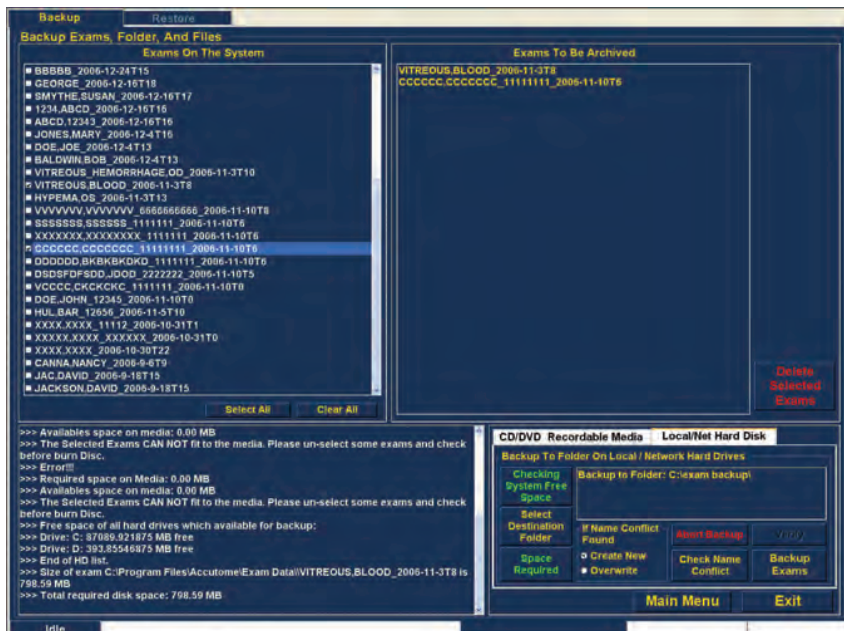 Backup Restore
Backup Exams, Folder, And Files
Exams On The System
BBBBB_2006-12-24T15
GEORGE_2006-12-16T18
SMYTHE,SUSAN_2006-12-16T17
1234,ABCD_2006-12-16T16
ABCD,12343_2006-12-16T16
JONES,MARY_2006-12-4T16
DOE,JOE_2006-12-4T13
BALDWIN,BOB_2006-12-4T13
VITREOUS_HEMORRHAGE,OD_2006-11-3T10
VITREOUS,BLOOD_2006-11-3T8
HYPEMA,OS_2006-11-3T13
VVVVVV,VVVVVVV_6666666666_2006-11-10T8
SSSSSSS,SSSSSS_1111111_2006-11-10T6
XXXXXXX,XXXXXXXX_1111111_2006-11-10T6
CCCCCC,CCCCCCC_11111111_2006-11-10T6
DDDDDD,BKBKBKDKD_1111111_2006-11-10T6
DSDSFDFSDD,JDOD_2222222_2006-11-10T5
VCCCC,CKCKCKC_1111111_2006-11-10T0
DOE,JOHN_12345_2006-11-10T0
HUL,BAR_12656_2006-11-5T10
XXXX,XXXX_11112_2006-10-31T1
XXXXX,XXXX_XXXXXX_2006-10-31T0
XXXX,XXXX_2006-10-30T22
CANNA,NANCY_2006-9-6T9
JAC,DAVID_2006-9-18T15
JACKSON,DAVID_2006-9-18T15
Select All Clear All
Exams To Be Archived
VITREOUS,BLOOD_2006-11-3T8
CCCCCC,CCCCCCC_11111111_2006-11-10T6
Delete
Selected
Exams
>>> Availables space on media: 0.00 MB
>>> The Selected Exams CAN NOT fit to the media. Please un-select some exams and check
before burn Disc.
>>> Error!!!
>>> Required space on Media: 0.00 MB
>>> Availables space on media: 0.00 MB
>>> The Selected Exams CAN NOT fit to the media. Please un-select some exams and check
before burn Disc.
>>> Free space of all hard drives which available for backup:
>>> Drive: C: 87089.921875 MB free
>>> Drive: D: 393.85546875 MB free
>>> End of HD list.
>>> Size of exam C:\Program Files\Accutome\Exam Data\\VITREOUS,BLOOD_2006-11-3T8 is
798.59 MB
>>> Total required disk space: 798.59 MB
CD/DVD Recordable Media Local/Net Hard Disk
Backup To Folder On Local / Network Hard Drives
Checking
System Free
Space
Backup to Folder: C:\exam backup\
Select
Destination
Folder
If Name Conflict
Found
Abort Backup Verify
Space
Required
Create New
Overwrite
Check Name
Conflict
Backup
Exams
Main Menu Exit
Idle